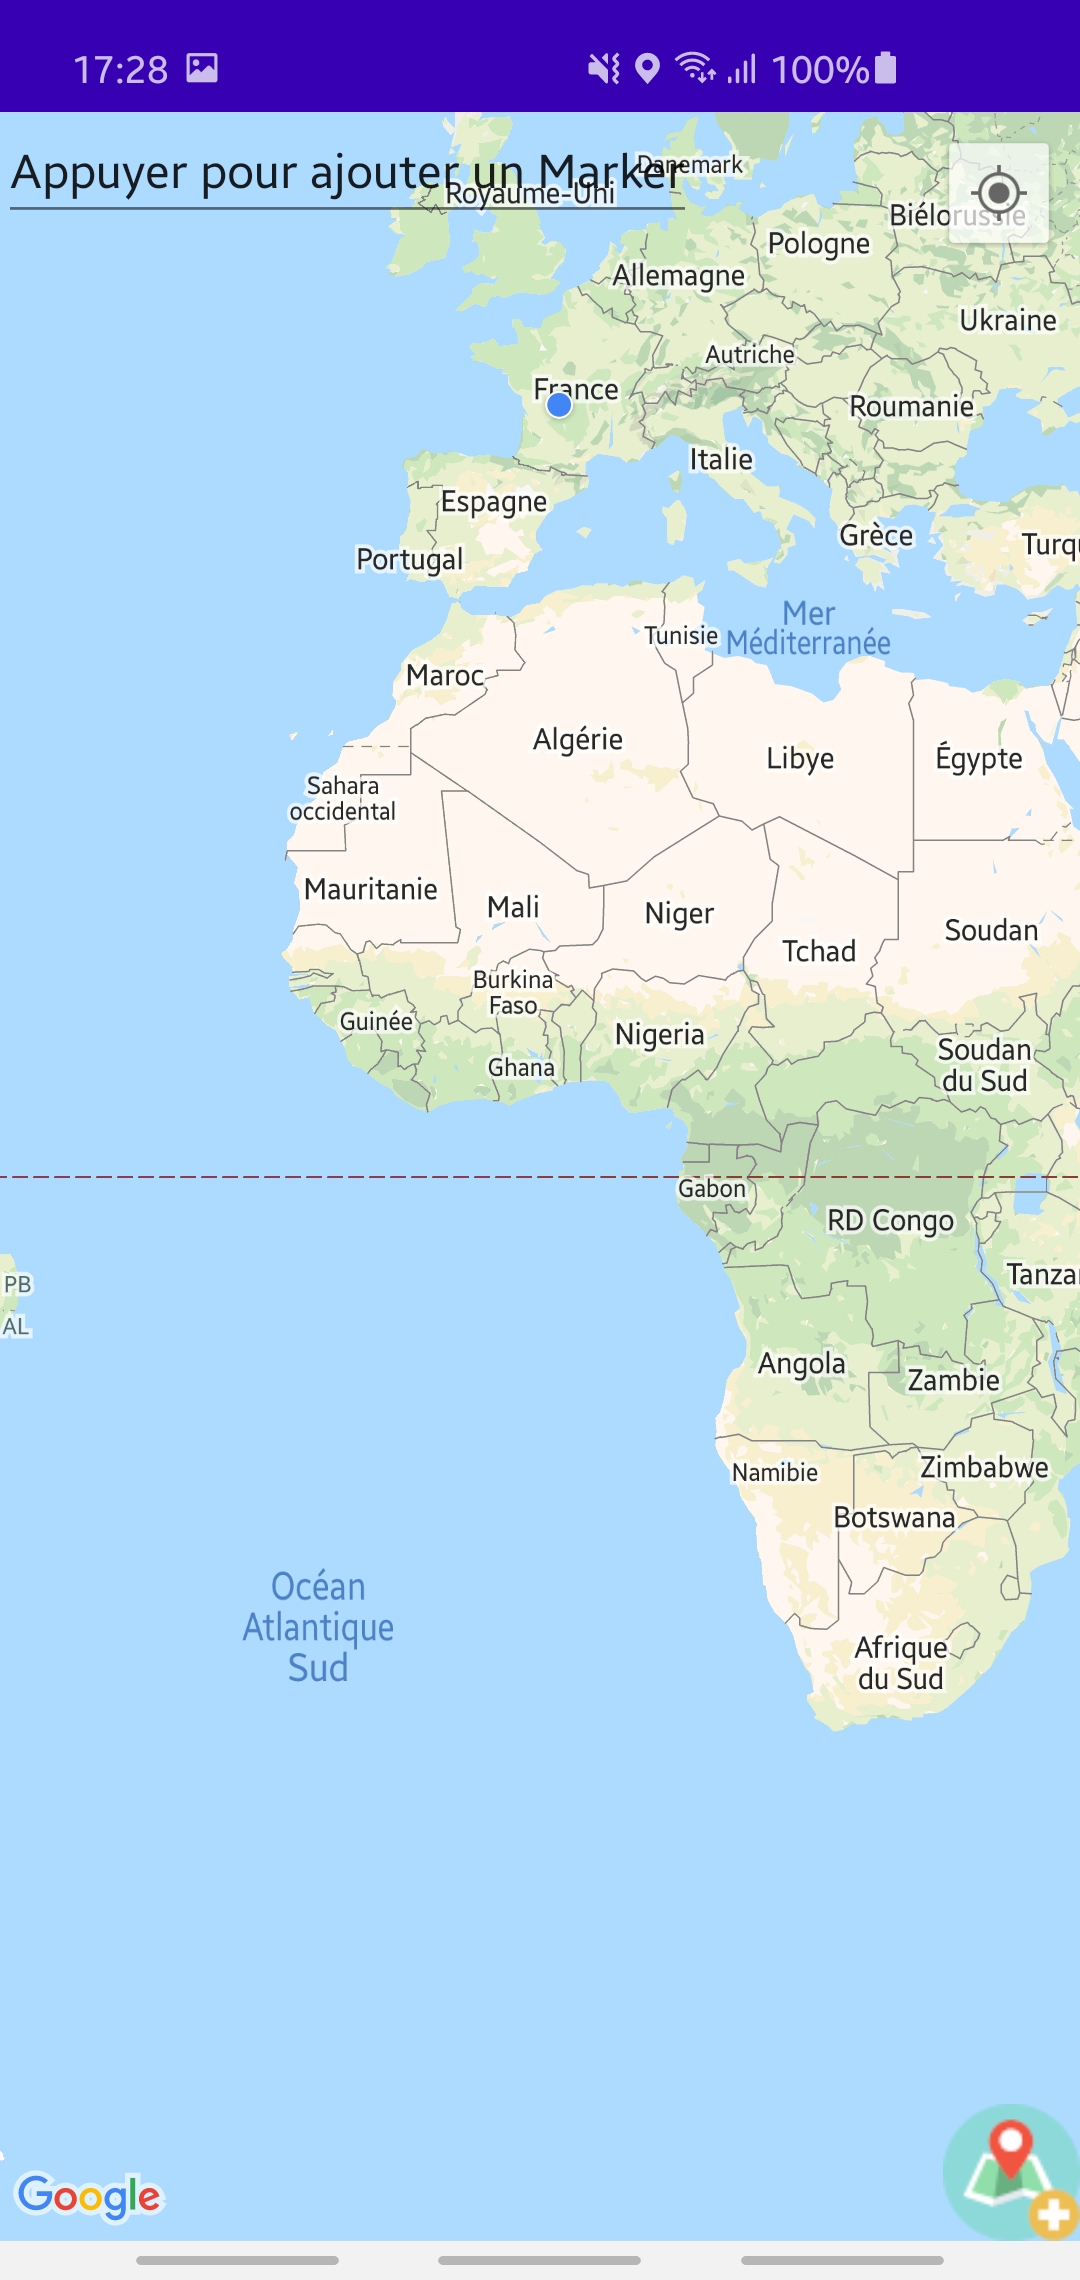 17:28 100%
Appuyer pour ajouter un Marker
Danemark
Royaume-Uni
Biélorussie
Pologne
Allemagne
Ukraine
Autriche
France
Roumanie
Italie
Espagne
Grèce
Turqu
Portugal
Mer
Méditerranée
Tunisie
Maroc
Algérie
Libye
Égypte
Sahara
occidental
Mauritanie
Mali
Niger
Soudan
Tchad
Burkina
Faso
Guinée
Nigeria
Soudan
du Sud
Ghana
Gabon
RD Congo
Tanzan
PB
AL
Angola
Zambie
Namibie
Zimbabwe
Botswana
Océan
Atlantique
Sud
Afrique
du Sud
Google